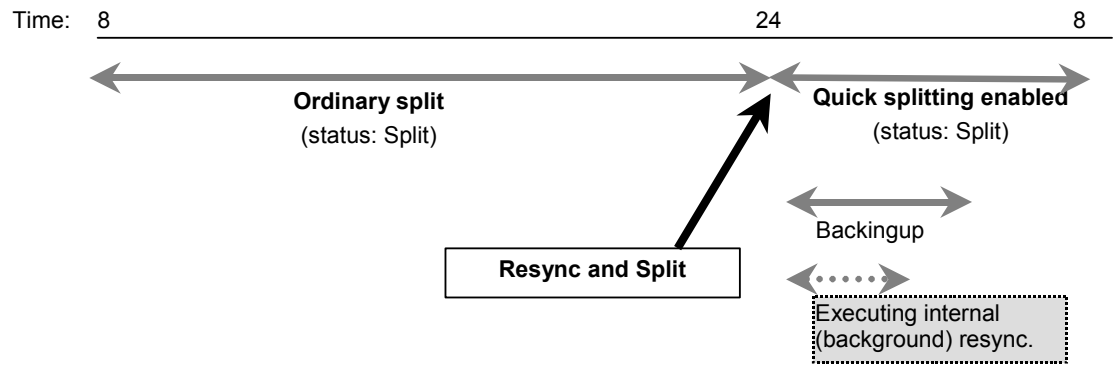 Time: 8 24 8
Ordinary split
(status: Split)
Quick splitting enabled
(status: Split)
Backingup
Resync and Split
Executing internal
(background) resync.